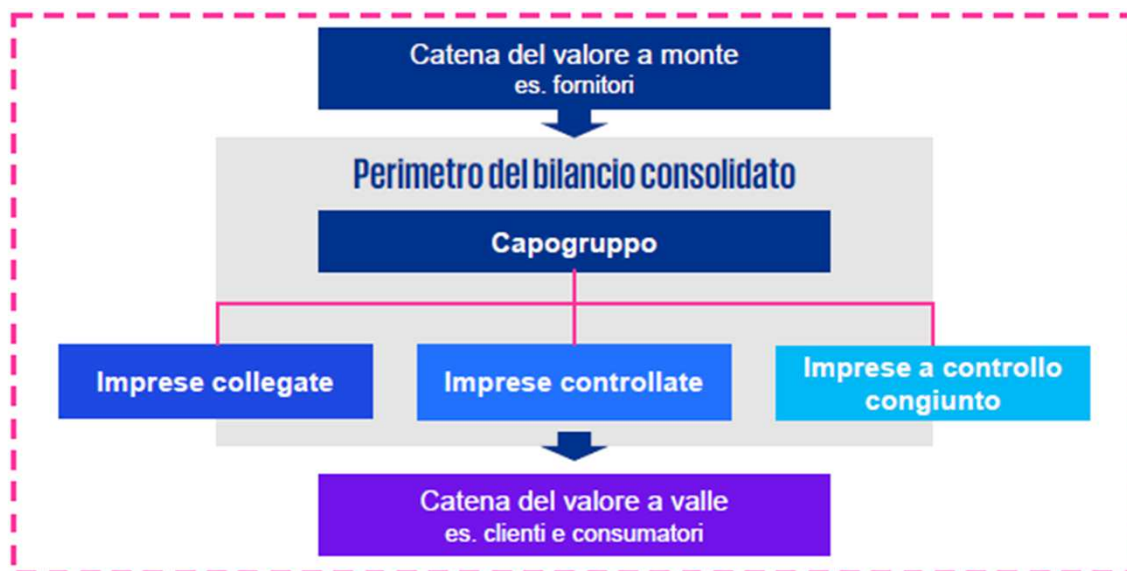 Catena del valore a monte
es. fornitori
Perimetro del bilancio consolidato
Capogruppo
Imprese collegate
Imprese controllate
Imprese a controllo
congiunto
Catena del valore a valle
es. clienti e consumatori